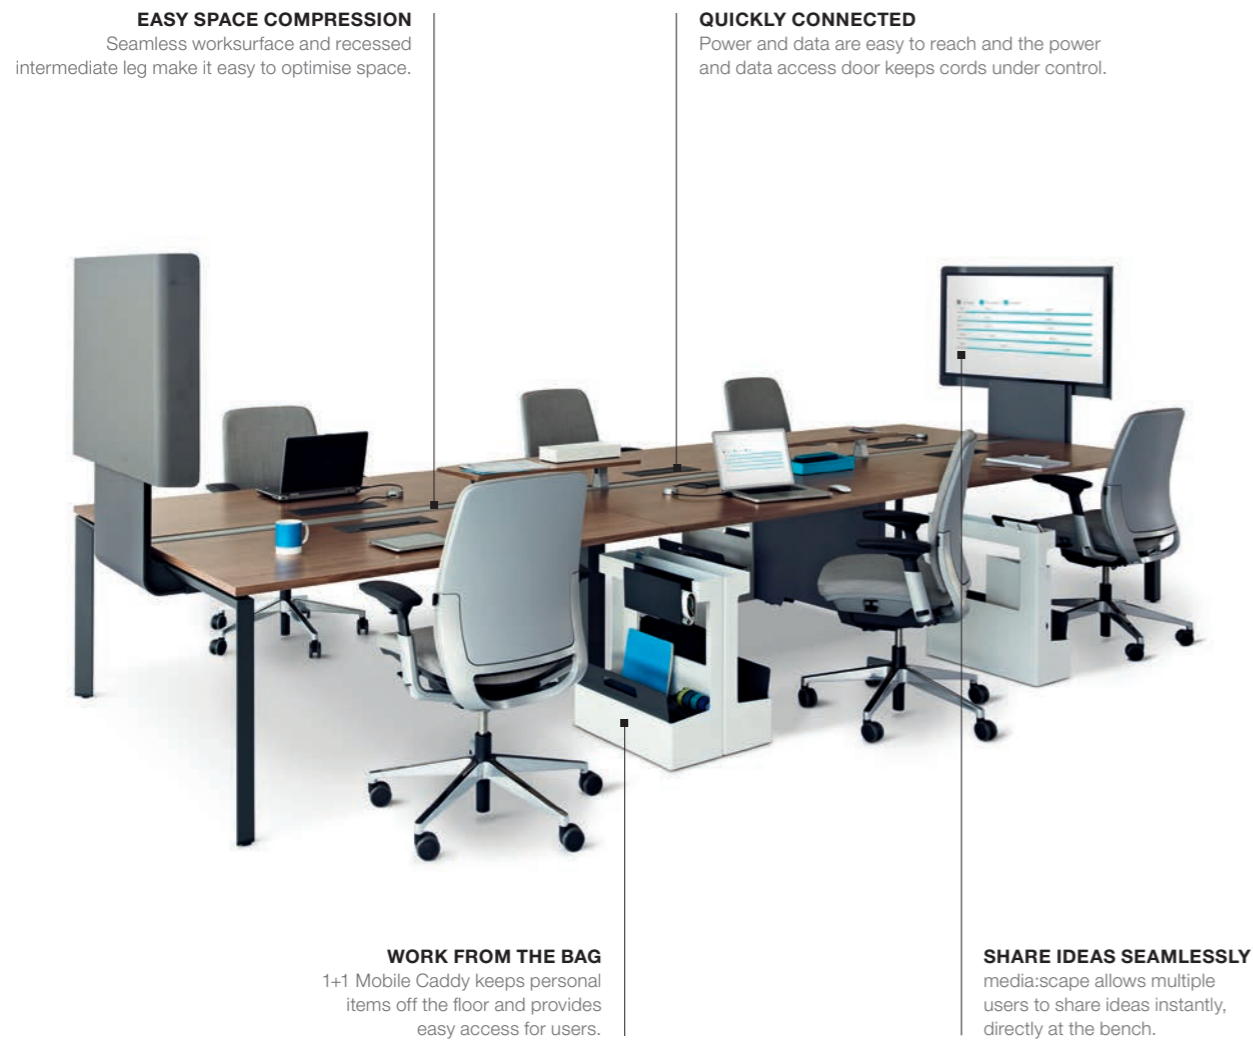 EASY SPACE COMPRESSION
Seamless worksurface and recessed
intermediate leg make it easy to optimise space.
QUICKLY CONNECTED
Power and data are easy to reach and the power
and data access door keeps cords under control.
WORK FROM THE BAG
1+1 Mobile Caddy keeps personal
items off the floor and provides
easy access for users.
SHARE IDEAS SEAMLESSLY
media:scape allows multiple
users to share ideas instantly,
directly at the bench.